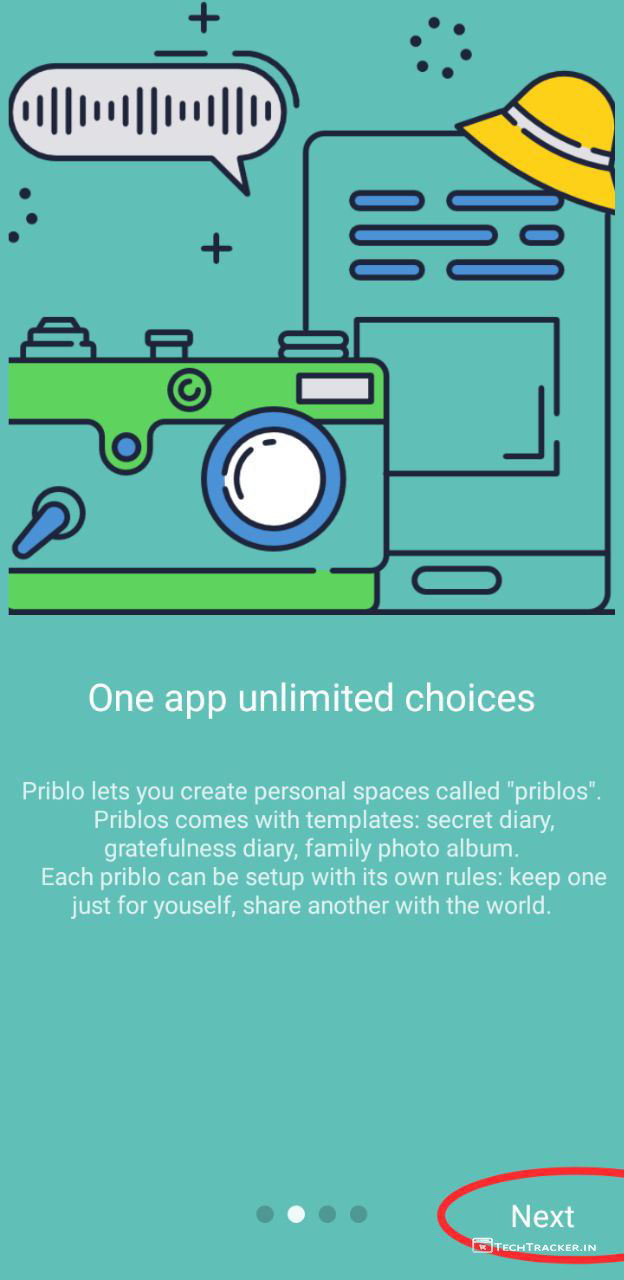 One app unlimited choices
Priblo lets you create personal spaces called "priblos".
Priblos comes with templates: secret diary,
gratefulness diary, family photo album.
Each priblo can be setup with its own rules: keep one
just for youself, share another with the world.
Next
TECHTRACKER.IN